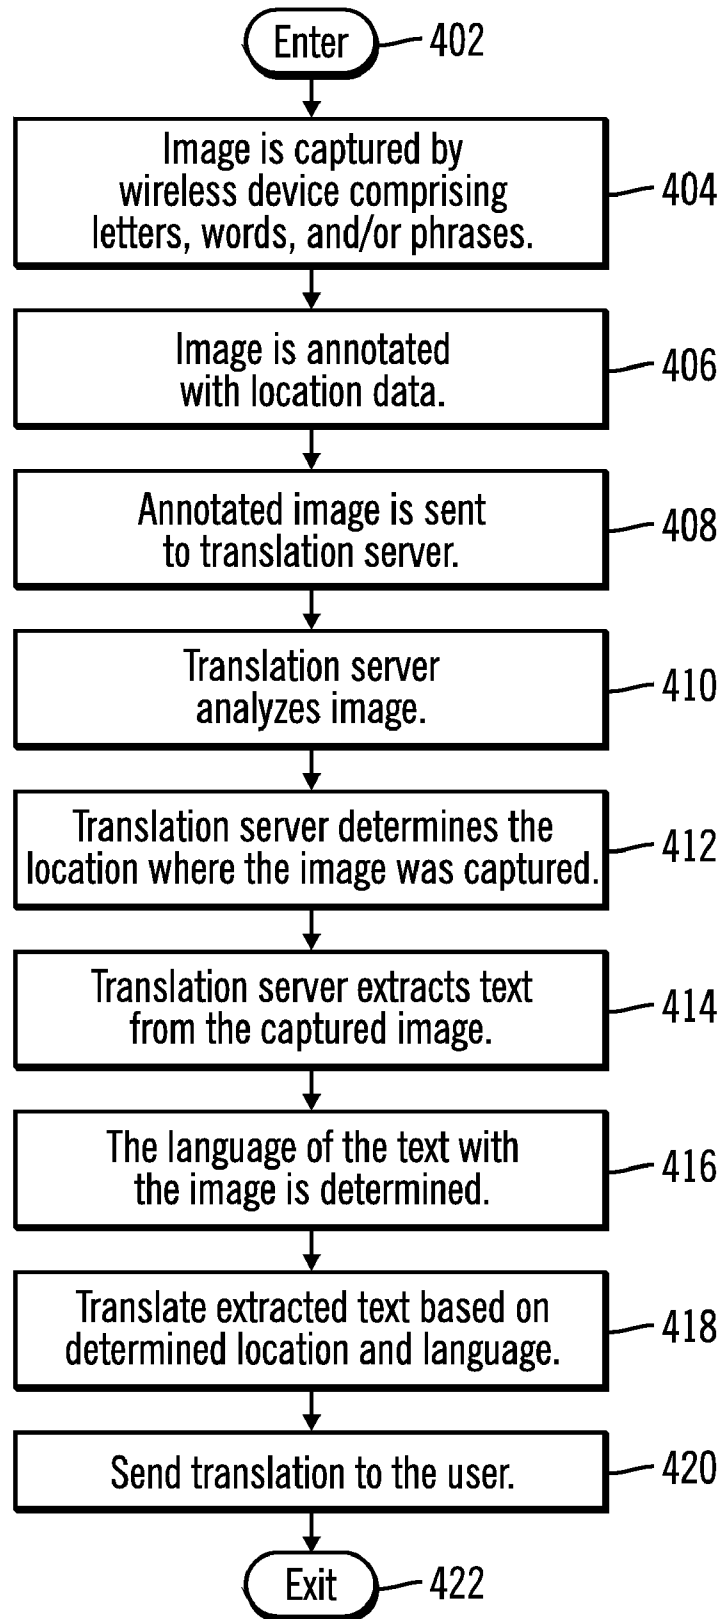 Enter
402
Image is captured by
wireless device comprising
letters, words, and/or phrases.
404
Image is annotated
with location data.
406
Annotated image is sent
to translation server.
408
Translation server
analyzes image.
410
Translation server determines the
location where the image was captured.
412
Translation server extracts text
from the captured image.
414
The language of the text with
the image is determined.
416
Translate extracted text based on
determined location and language.
418
Send translation to the user.
420
Exit
422